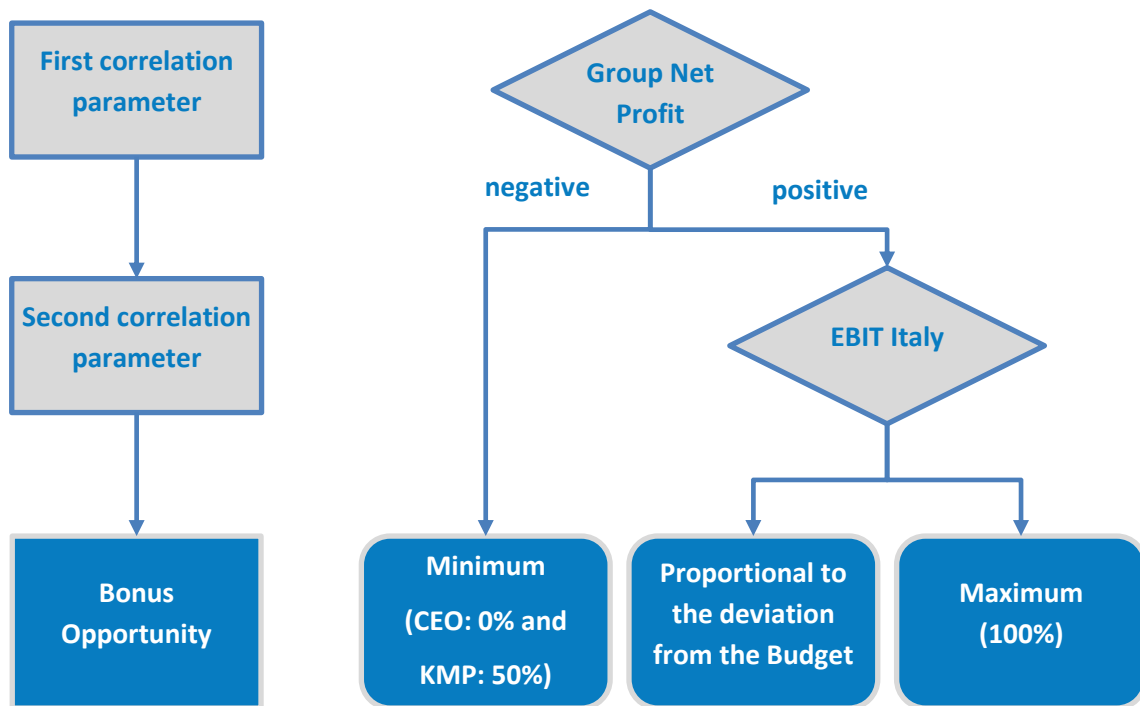 First correlation
parameter
Group Net
Profit
negative
positive
Second correlation
parameter
EBIT Italy
Bonus
Opportunity
Minimum
(CEO: 0% and
KMP: 50%)
Proportional to
the deviation
from the Budget
Maximum
(100%)